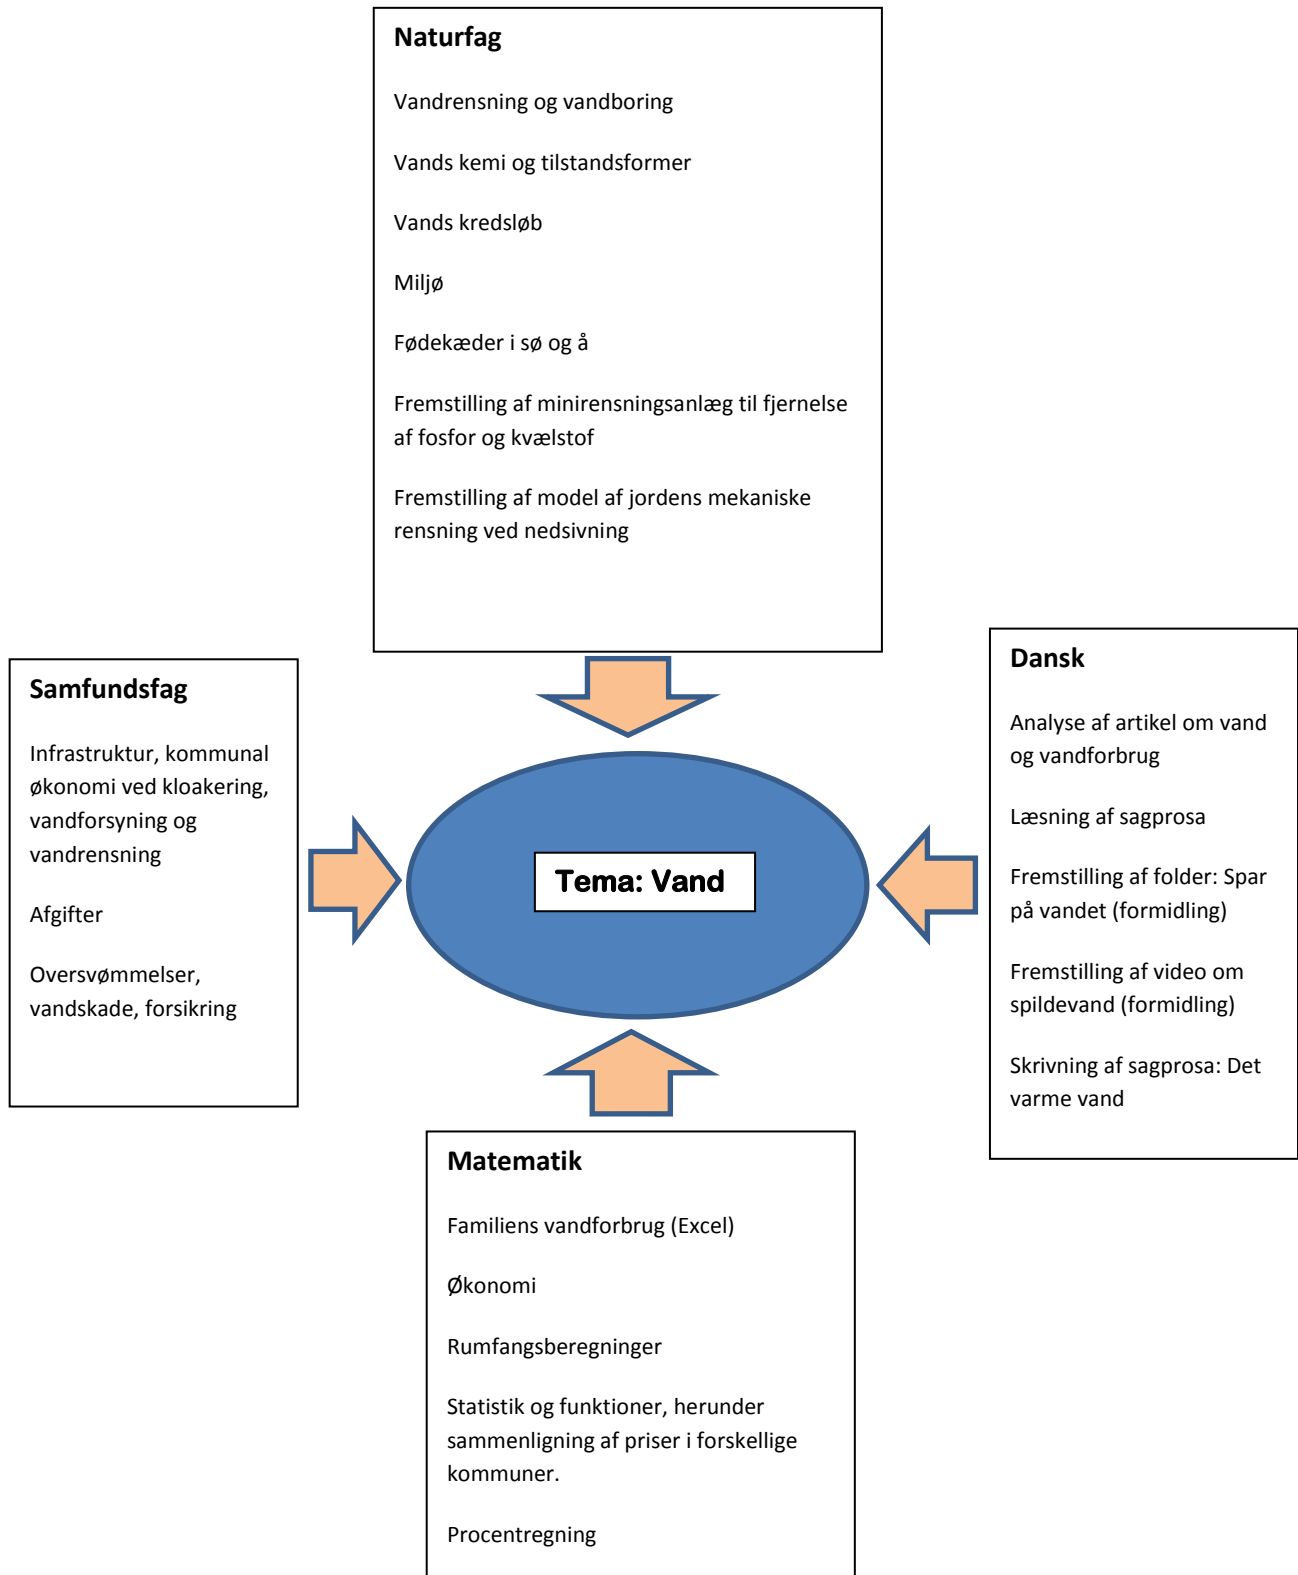 Naturfag
Vandrensning og vandboring
Vands kemi og tilstandsformer
Vands kredsløb
Miljø
Fødekæder i sø og å
Fremstilling af minirensningsanlæg til fjernelse
af fosfor og kvælstof
Fremstilling af model af jordens mekaniske
rensning ved nedsivning
Samfundsfag
Infrastruktur, kommunal
økonomi ved kloakering,
vandforsyning og
vandrensning
Afgifter
Oversvømmelser,
vandskade, forsikring
Tema: Vand
Dansk
Analyse af artikel om vand
og vandforbrug
Læsning af sagprosa
Fremstilling af folder: Spar
på vandet (formidling)
Fremstilling af video om
spildevand (formidling)
Skrivning af sagprosa: Det
varme vand
Matematik
Familiens vandforbrug (Excel)
Økonomi
Rumfangsberegninger
Statistik og funktioner, herunder
sammenligning af priser i forskellige
kommuner.
Procentregning